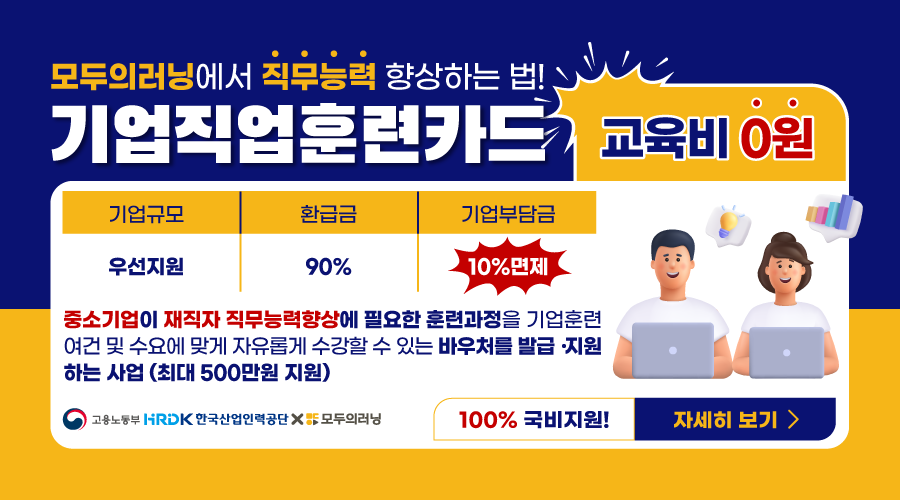 모두의러닝에서 직무능력 향상하는 법!
기업직업훈련카드
교육비 0원
기업규모 환급금 기업부담금
우선지원 90% 10%면제
중소기업이 재직자 직무능력향상에 필요한 훈련과정을 기업훈련
여건 및 수요에 맞게 자유롭게 수강할 수 있는 바우처를 발급·지원
하는 사업 (최대 500만원 지원)
고용노동부 HRDK 한국산업인력공단 X 모두의러닝
100% 국비지원!
자세히 보기 >